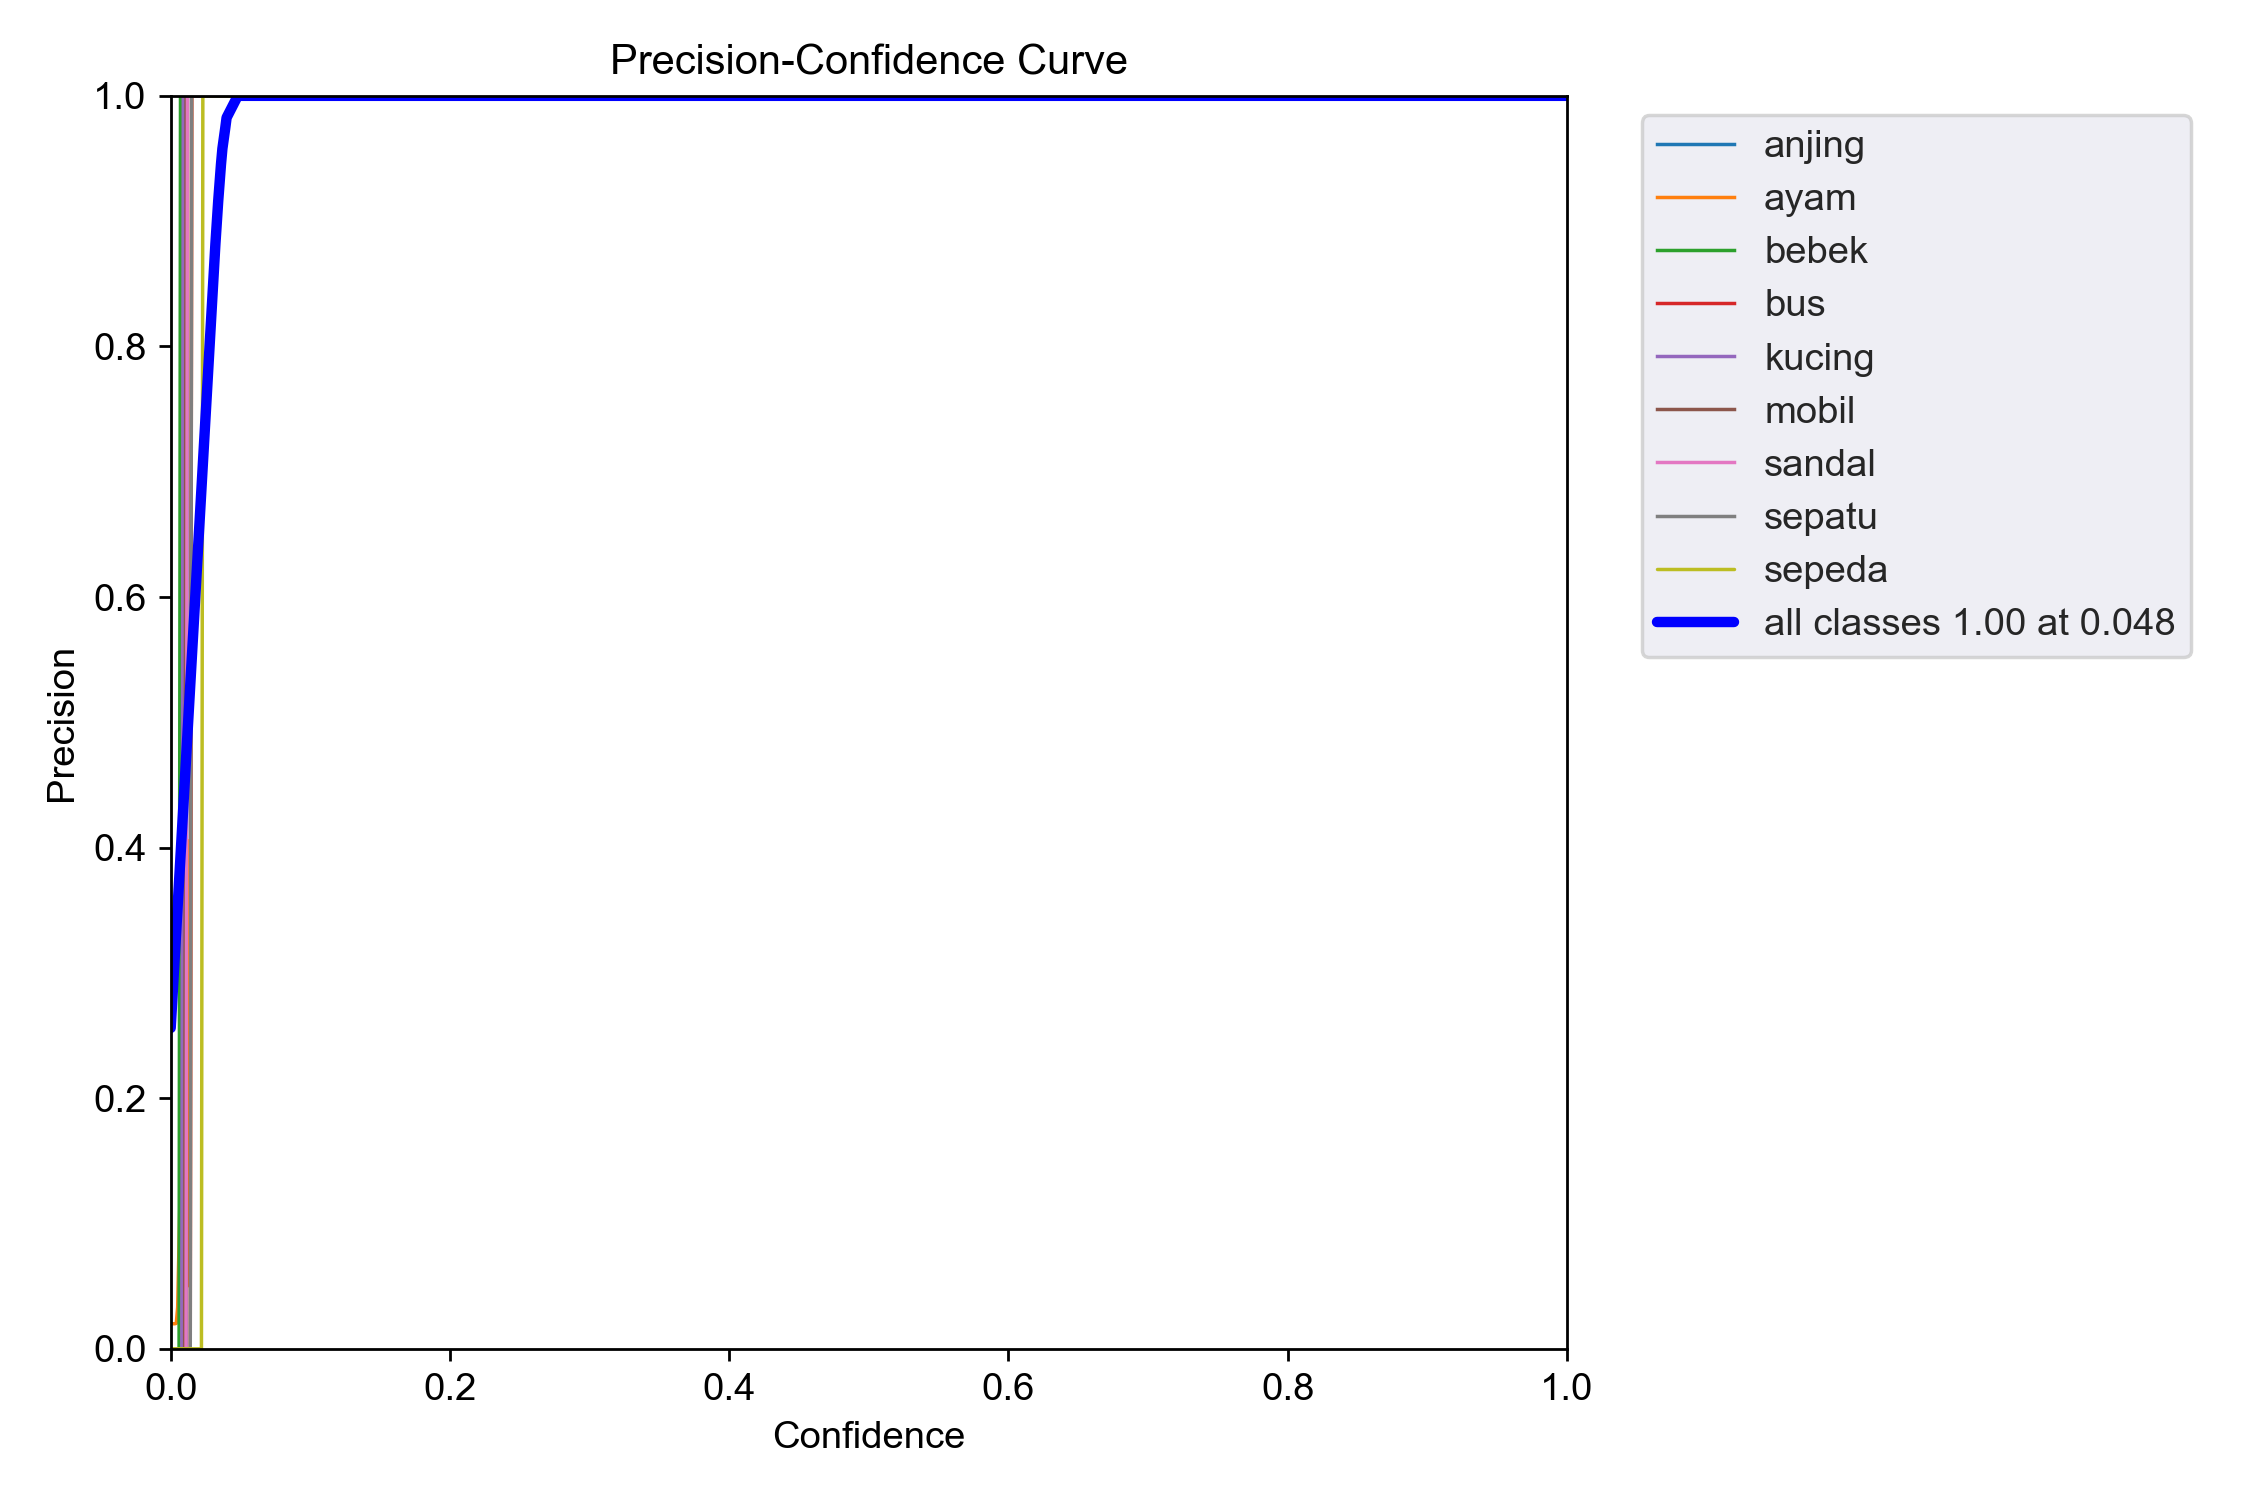 Precision-Confidence Curve
1.0
0.8
0.6
0.4
0.2
0.0
Precision
0.0 0.2 0.4 0.6 0.8 1.0
Confidence
anjing
ayam
bebek
bus
kucing
mobil
sandal
sepatu
sepeda
all classes 1.00 at 0.048